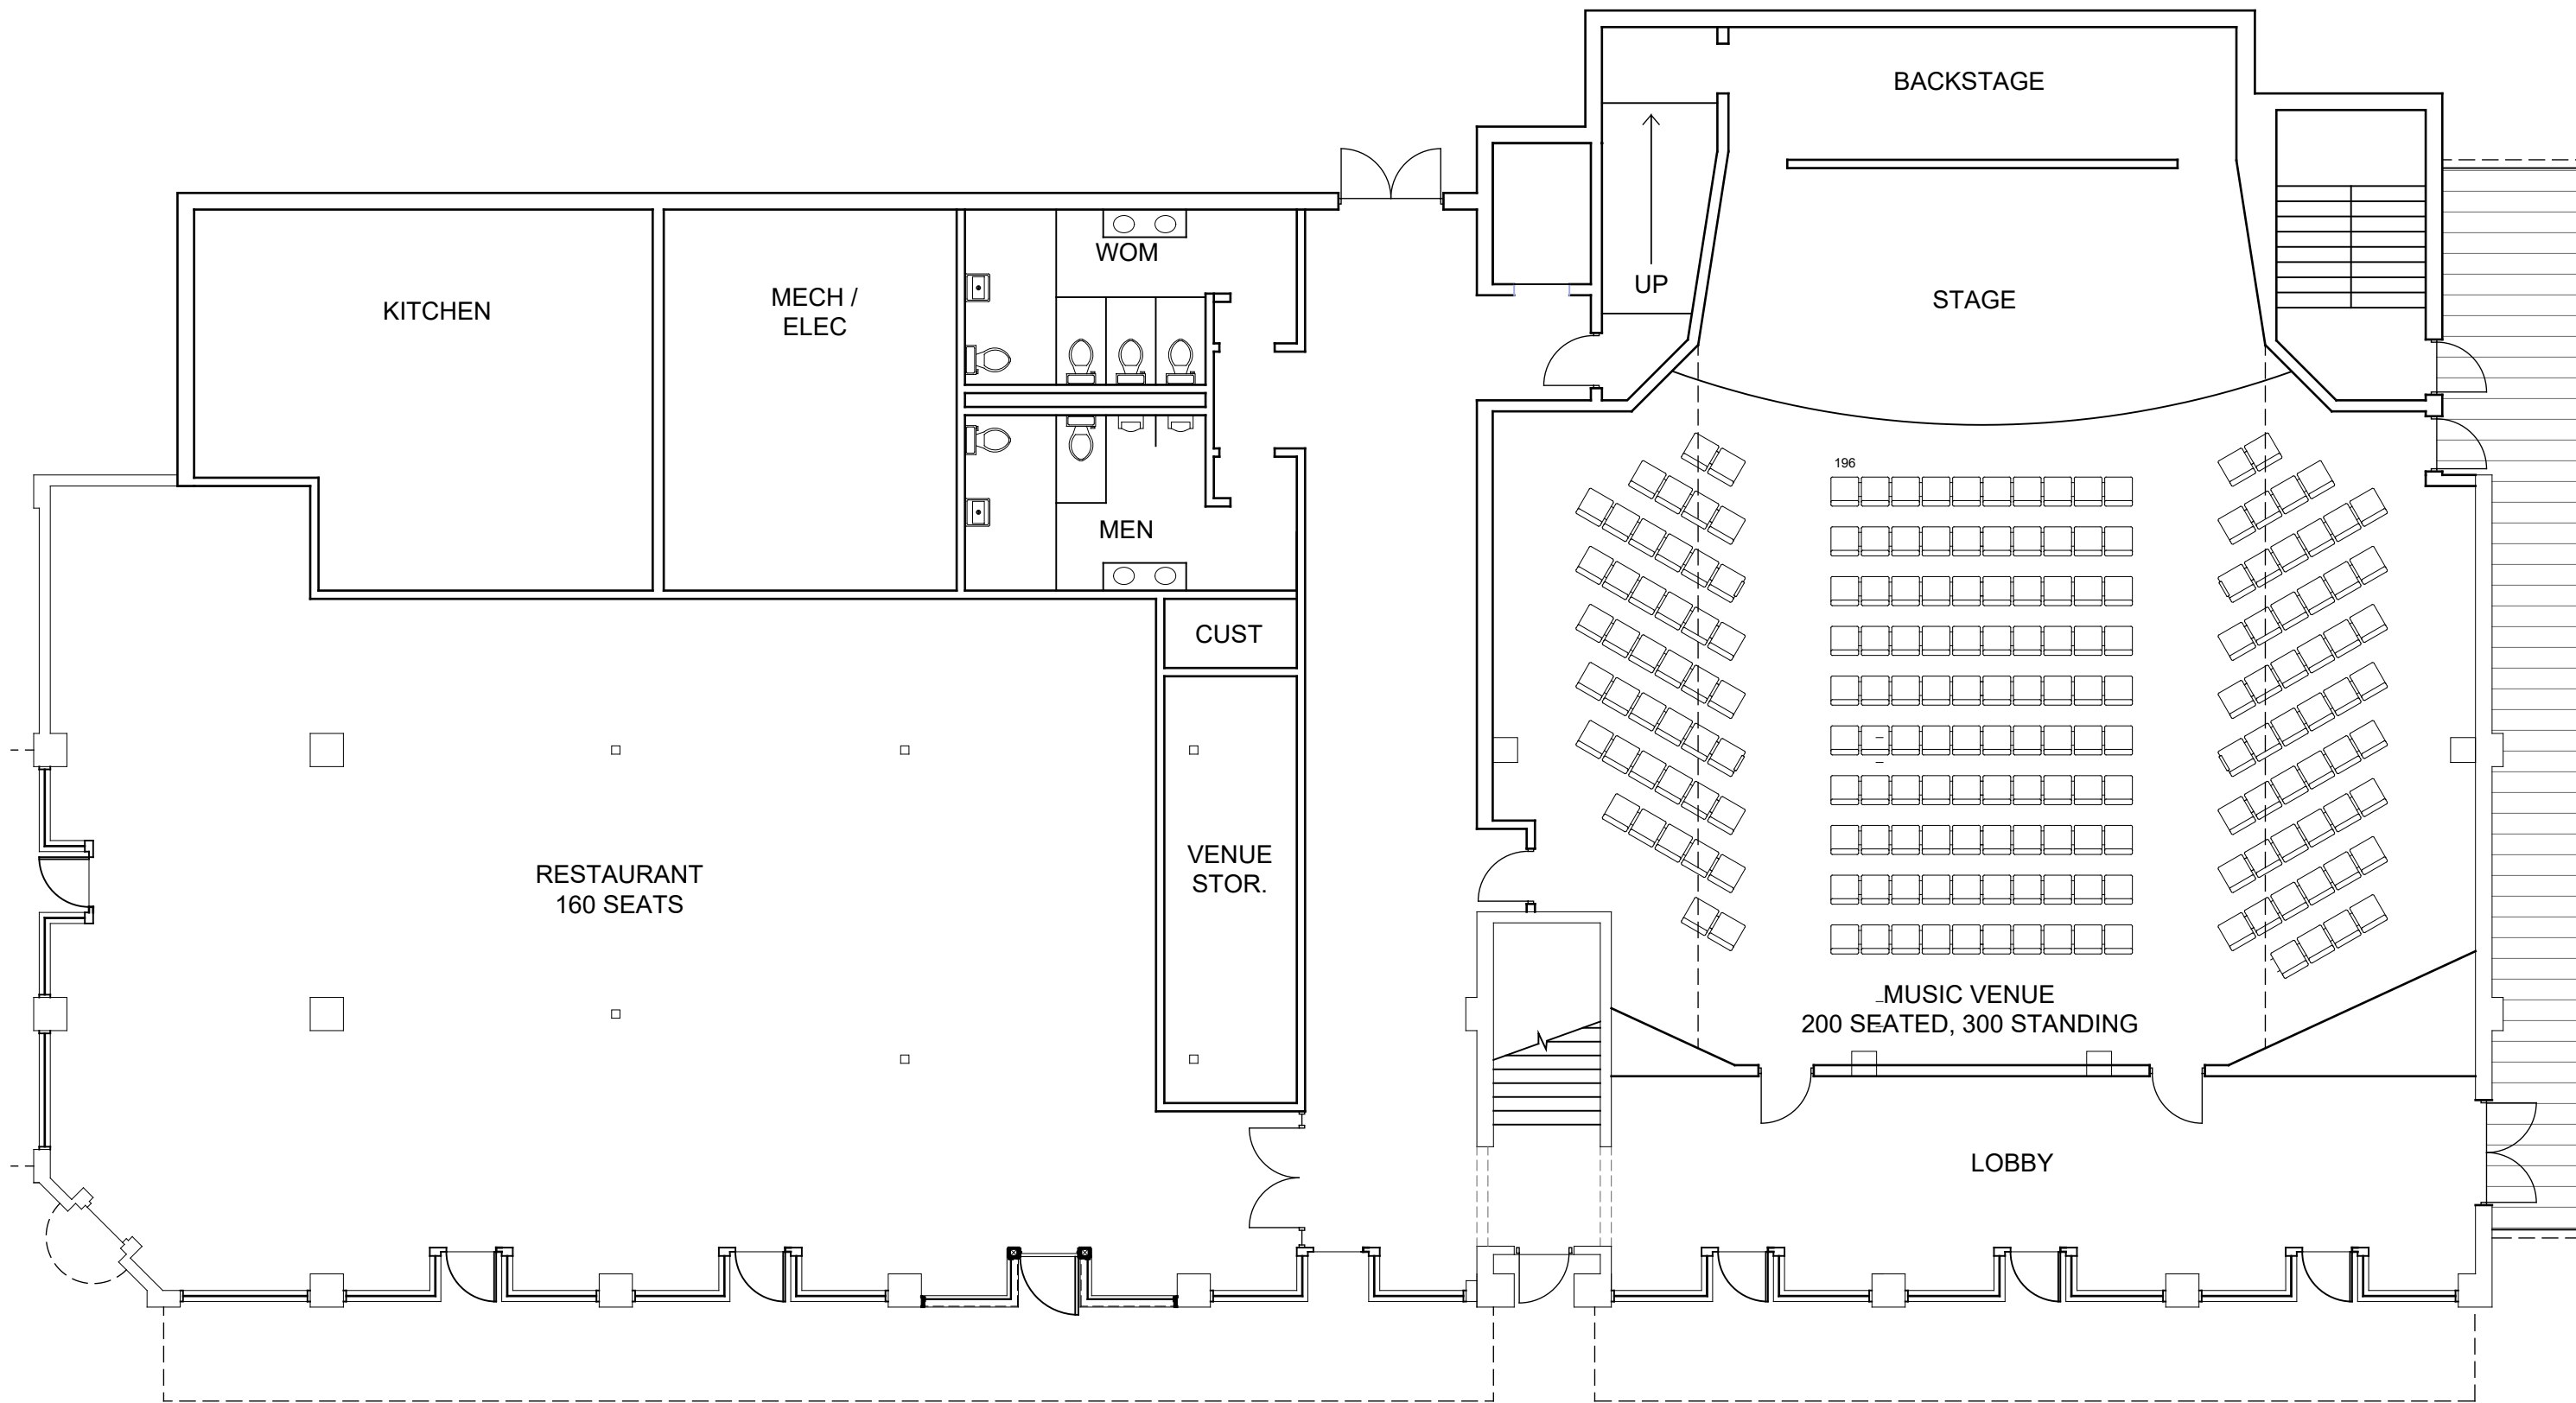 BACKSTAGE
WOM
UP
MECH /
ELEC
KITCHEN
STAGE
196
MEN
CUST
VENUE
STOR.
RESTAURANT
160 SEATS
MUSIC VENUE
200 SEATED, 300 STANDING
LOBBY